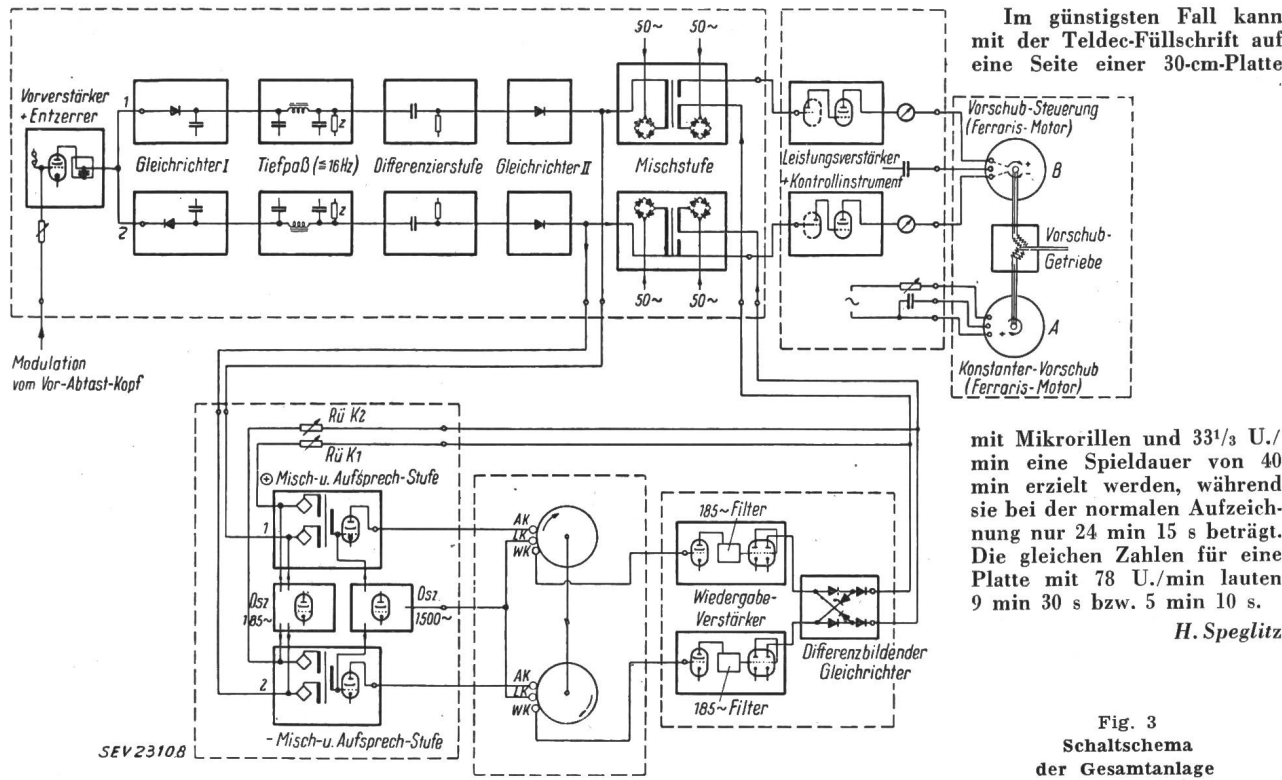 Im günstigsten Fall kann
mit der Teldec-Füllschrift auf
eine Seite einer 30-cm-Platte
50~ 50~
Vorverstärker
+ Entzerrer
1
Gleichrichter I
Tiefpaß (≦ 16Hz)
Differenzierstufe
Gleichrichter II
Mischstufe
Leistungsverstärker
+Kontrollinstrument
Z
Z
2
50~ 50~
Vorschub-Steuerung
(Ferraris-Motor)
B
Vorschub-
Getriebe
~
A
Konstanter-Vorschub
(Ferraris-Motor)
Modulation
vom Vor-Abtast-Kopf
Rü K2
Rü K1
⊕ Misch-u. Aufsprech-Stufe
1
Osz
185~
Osz
1500~
2
- Misch-u. Aufsprech-Stufe
AK
LK
WK
AK
LK
WK
185~ Filter
Wiedergabe-
Verstärker
185~ Filter
Differenzbildender
Gleichrichter
SEV 23108
mit Mikrorillen und 33 1/3 U./
min eine Spieldauer von 40
min erzielt werden, während
sie bei der normalen Aufzeich-
nung nur 24 min 15 s beträgt.
Die gleichen Zahlen für eine
Platte mit 78 U./min lauten
9 min 30 s bzw. 5 min 10 s.
H. Speglitz
Fig. 3
Schaltschema
der Gesamtanlage